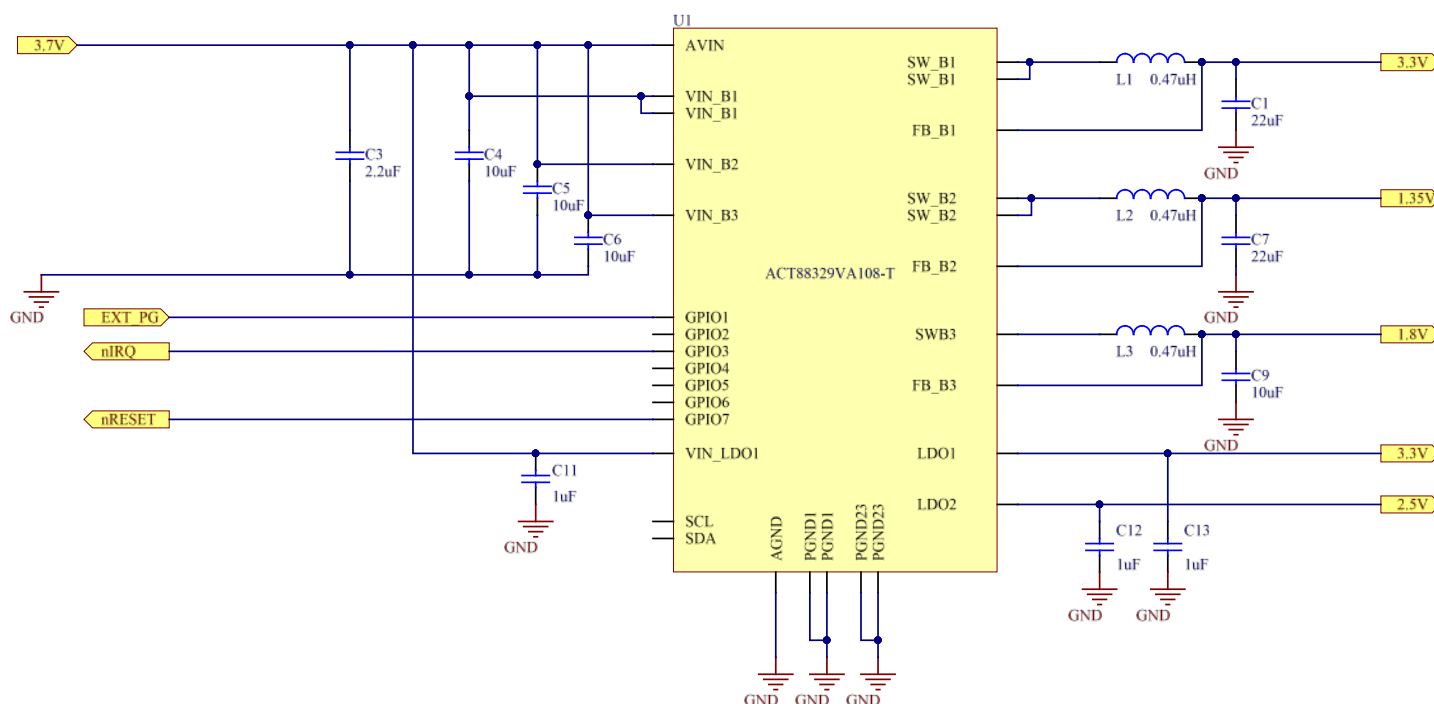 U1
3.7V
AVIN
SW_B1
SW_B1
L1 0.47uH
3.3V
VIN_B1
VIN_B1
C1
22uF
FB_B1
C3
2.2uF
C4
10uF
VIN_B2
GND
C5
10uF
SW_B2
SW_B2
L2 0.47uH
1.35V
VIN_B3
C6
10uF
C7
22uF
ACT88329VA108-T
FB_B2
GND
GND
EXT_PG
GPIO1
GPIO2
SWB3
L3 0.47uH
1.8V
nIRQ
GPIO3
GPIO4
GPIO5
FB_B3
C9
10uF
GPIO6
nRESET
GPIO7
GND
VIN_LDO1
LDO1
3.3V
C11
1uF
LDO2
2.5V
SCL
SDA
GND
AGND
PGND1
PGND1
PGND23
PGND23
C12
1uF
C13
1uF
GND
GND
GND
GND
GND